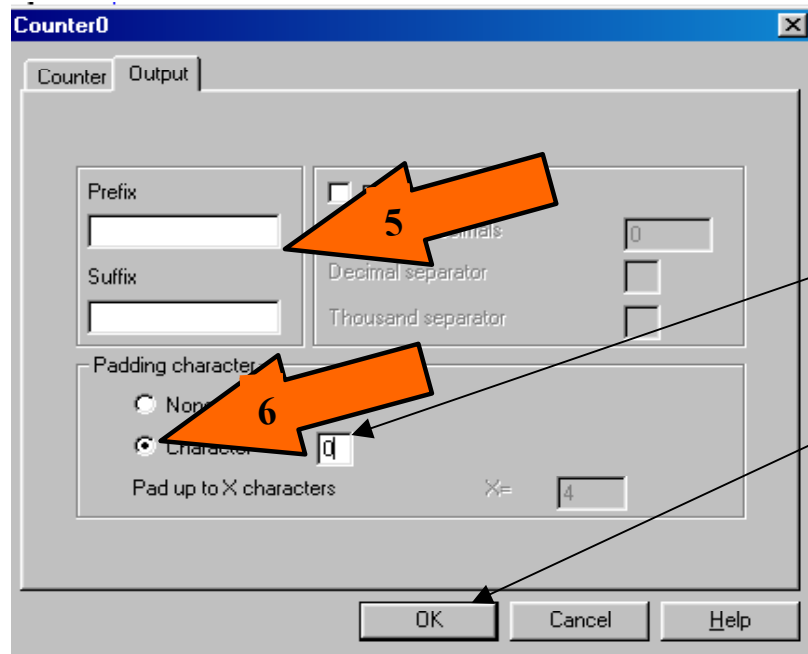 Counter0
Counter Output
Prefix
5
0
Suffix
Decimal separator
Thousand separator
Padding character
6
Character
0
Pad up to X characters X= 4
OK Cancel Help